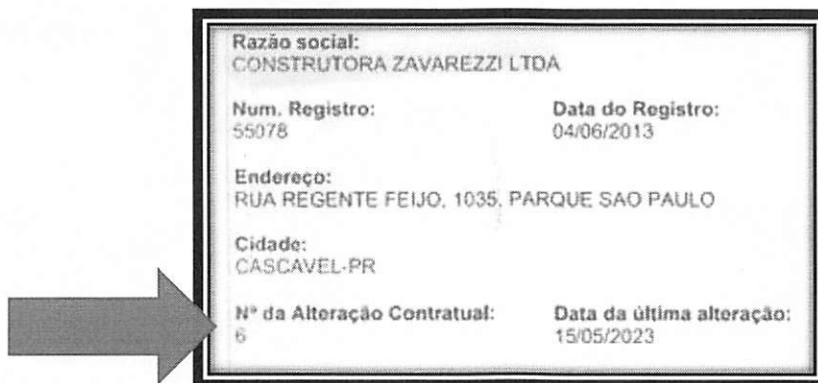 Razão social:
CONSTRUTORA ZAVAREZZI LTDA
Num. Registro: Data do Registro:
55078 04/06/2013
Endereço:
RUA REGENTE FEIJO, 1035, PARQUE SAO PAULO
Cidade:
CASCAVEL-PR
Nº da Alteração Contratual: Data da última alteração:
6 15/05/2023